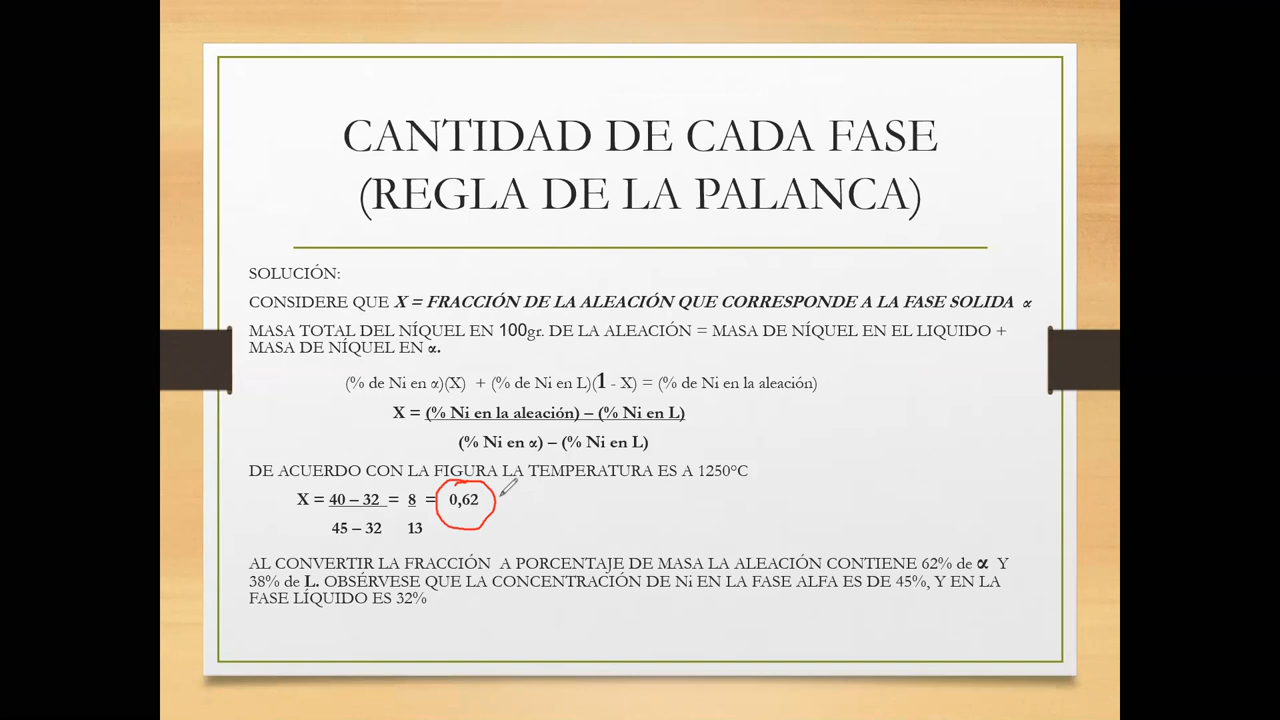 CANTIDAD DE CADA FASE
(REGLA DE LA PALANCA)
SOLUCIÓN:
CONSIDERE QUE X = FRACCIÓN DE LA ALEACIÓN QUE CORRESPONDE A LA FASE SOLIDA α
MASA TOTAL DEL NÍQUEL EN 100gr. DE LA ALEACIÓN = MASA DE NÍQUEL EN EL LIQUIDO +
MASA DE NÍQUEL EN α.
(% de Ni en α)(X) + (% de Ni en L)(1 - X) = (% de Ni en la aleación)
X = (% Ni en la aleación) – (% Ni en L)
(% Ni en α) – (% Ni en L)
DE ACUERDO CON LA FIGURA LA TEMPERATURA ES A 1250°C
X = 40 – 32 = 8 = 0,62
45 – 32 13
AL CONVERTIR LA FRACCIÓN A PORCENTAJE DE MASA LA ALEACIÓN CONTIENE 62% de α Y
38% de L. OBSÉRVESE QUE LA CONCENTRACIÓN DE Ni EN LA FASE ALFA ES DE 45%, Y EN LA
FASE LÍQUIDO ES 32%